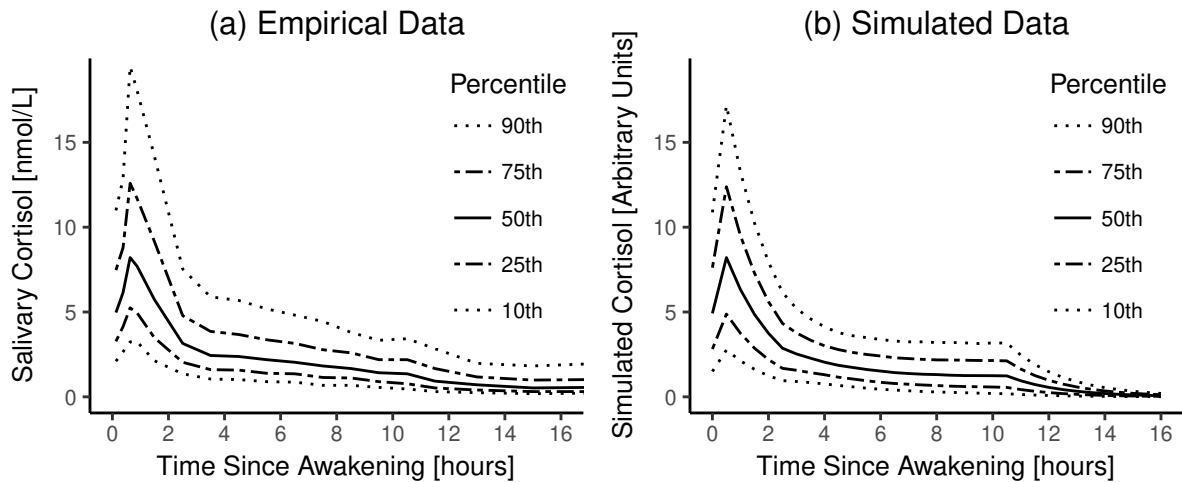 (a) Empirical Data
Salivary Cortisol [nmol/L]
15
10
5
0
Percentile
90th
75th
50th
25th
10th
0 2 4 6 8 10 12 14 16
Time Since Awakening [hours]
(b) Simulated Data
Simulated Cortisol [Arbitrary Units]
15
10
5
0
Percentile
90th
75th
50th
25th
10th
0 2 4 6 8 10 12 14 16
Time Since Awakening [hours]